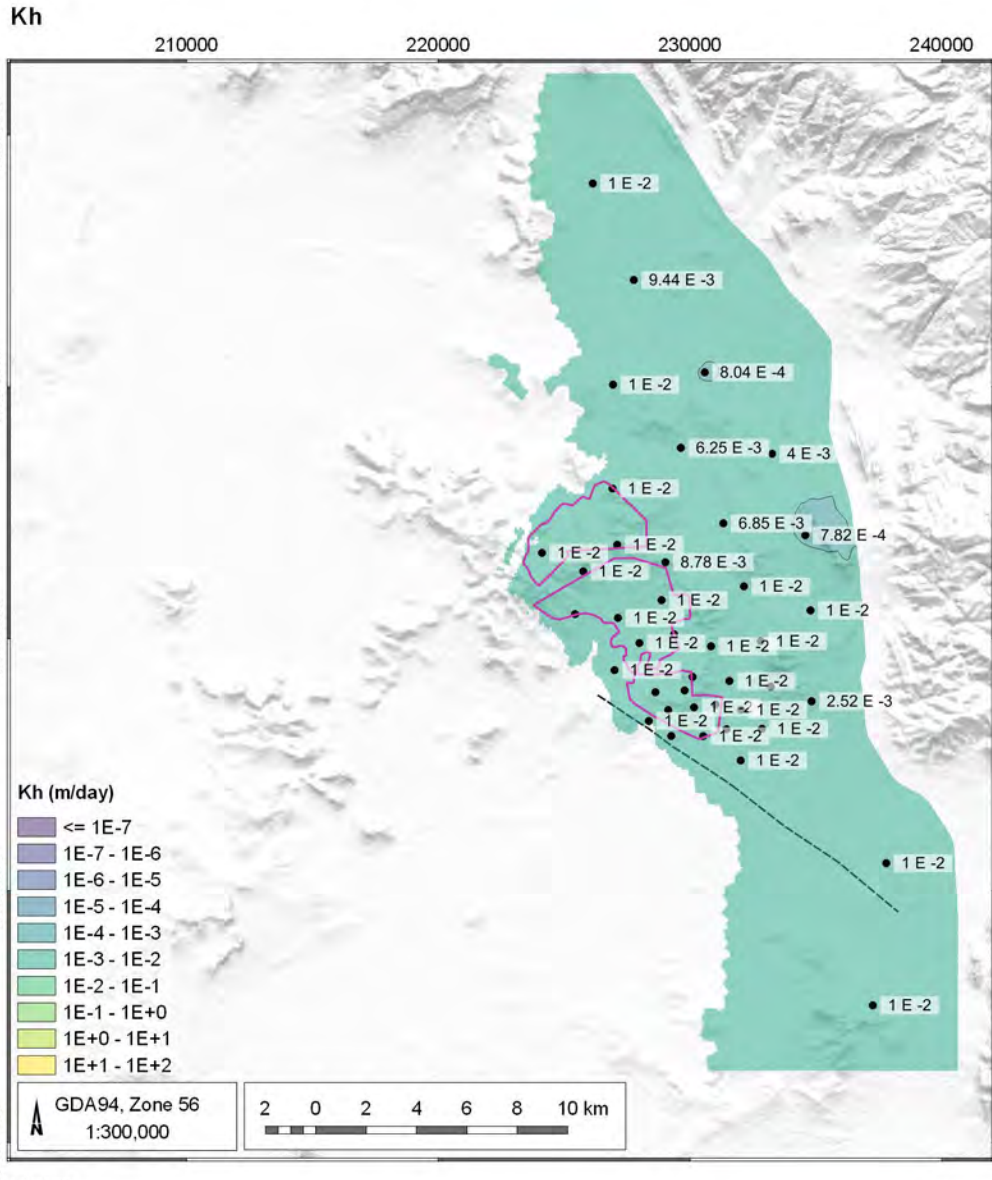 Kh
210000 220000 230000 240000
1 E -2
9.44 E -3
8.04 E -4
1 E -2
6.25 E -3
4 E -3
1 E -2
6.85 E -3
7.82 E -4
1 E -2
1 E -2
8.78 E -3
1 E -2
1 E -2
1 E -2
1 E -2
1 E -2
1 E -2
1 E -2
1 E -2
1 E -2
1 E -2
2.52 E -3
1 E -2
1 E -2
1 E -2
1 E -2
1 E -2
1 E -2
1 E -2
1 E -2
Kh (m/day)
<= 1E-7
1E-7 - 1E-6
1E-6 - 1E-5
1E-5 - 1E-4
1E-4 - 1E-3
1E-3 - 1E-2
1E-2 - 1E-1
1E-1 - 1E+0
1E+0 - 1E+1
1E+1 - 1E+2
N
GDA94, Zone 56
1:300,000
2 0 2 4 6 8 10 km